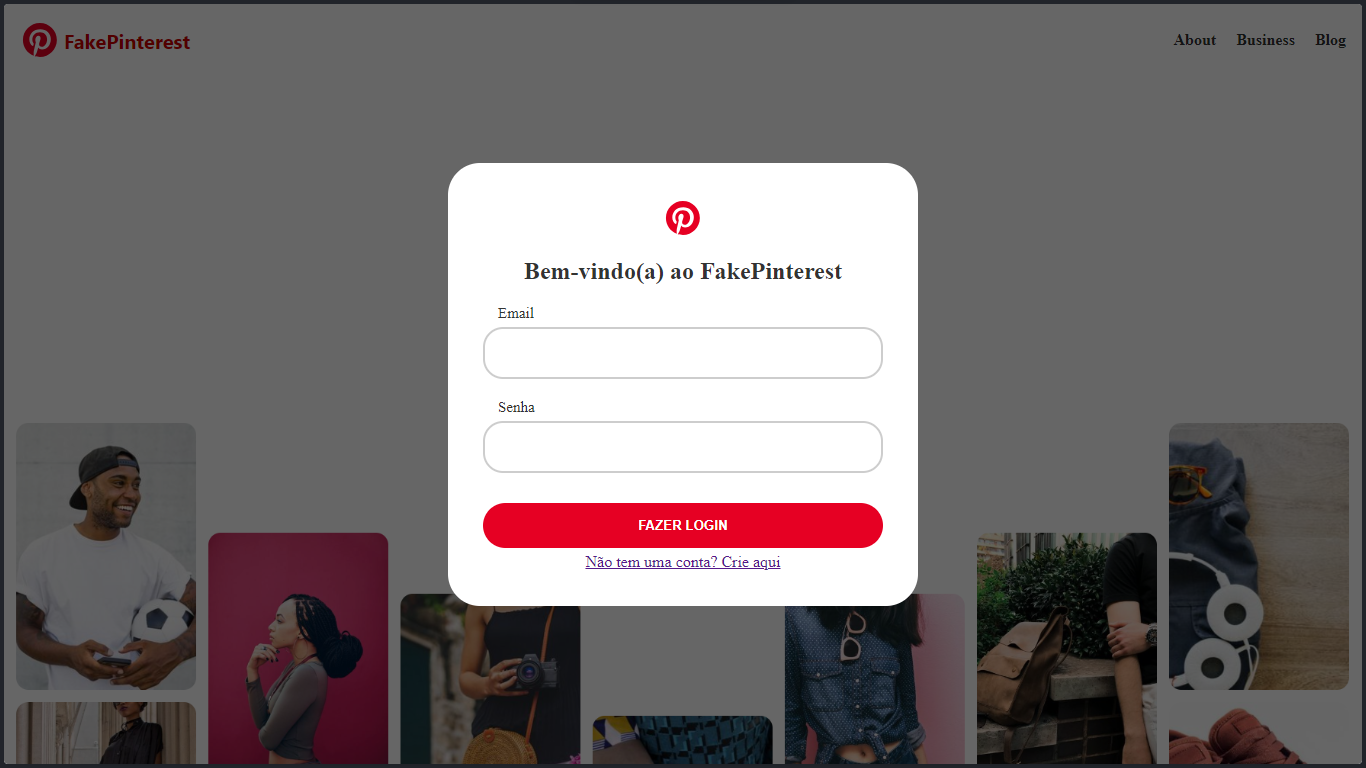 FakePinterest
About Business Blog
Bem-vindo(a) ao FakePinterest
Email
Senha
FAZER LOGIN
Não tem uma conta? Crie aqui